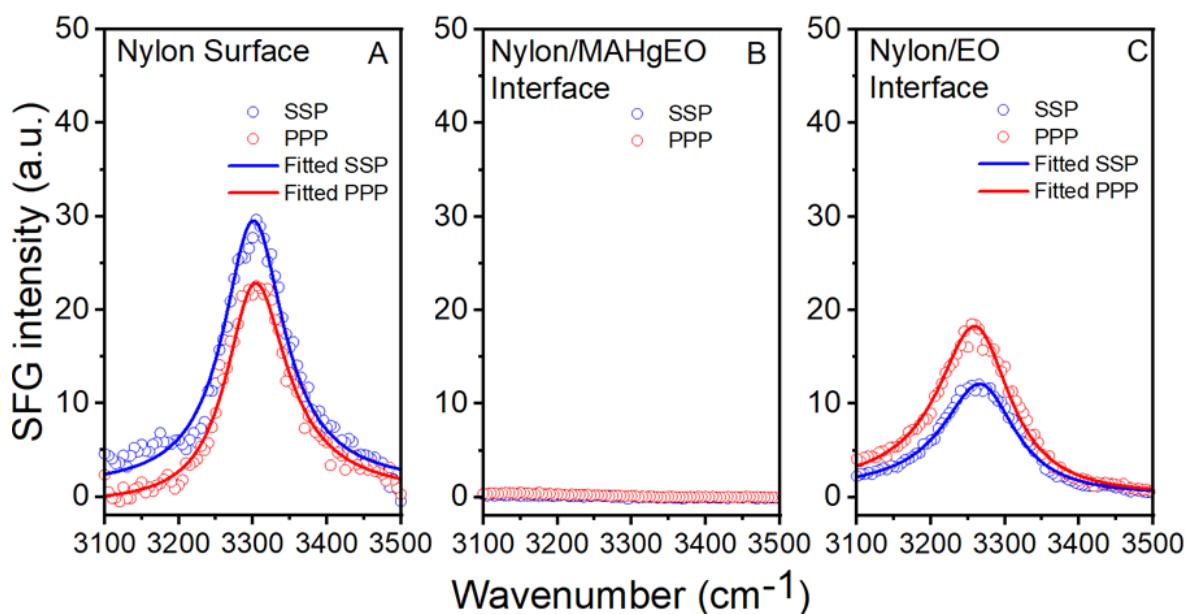 SFG intensity (a.u.)
50
40
30
20
10
0
Nylon Surface
A
SSP
PPP
Fitted SSP
Fitted PPP
3100 3200 3300 3400 3500
50
40
30
20
10
0
Nylon/MAHgEO
Interface
B
SSP
PPP
3100 3200 3300 3400 3500
50
40
30
20
10
0
Nylon/EO
Interface
C
SSP
PPP
Fitted SSP
Fitted PPP
3100 3200 3300 3400 3500
Wavenumber (cm⁻¹)